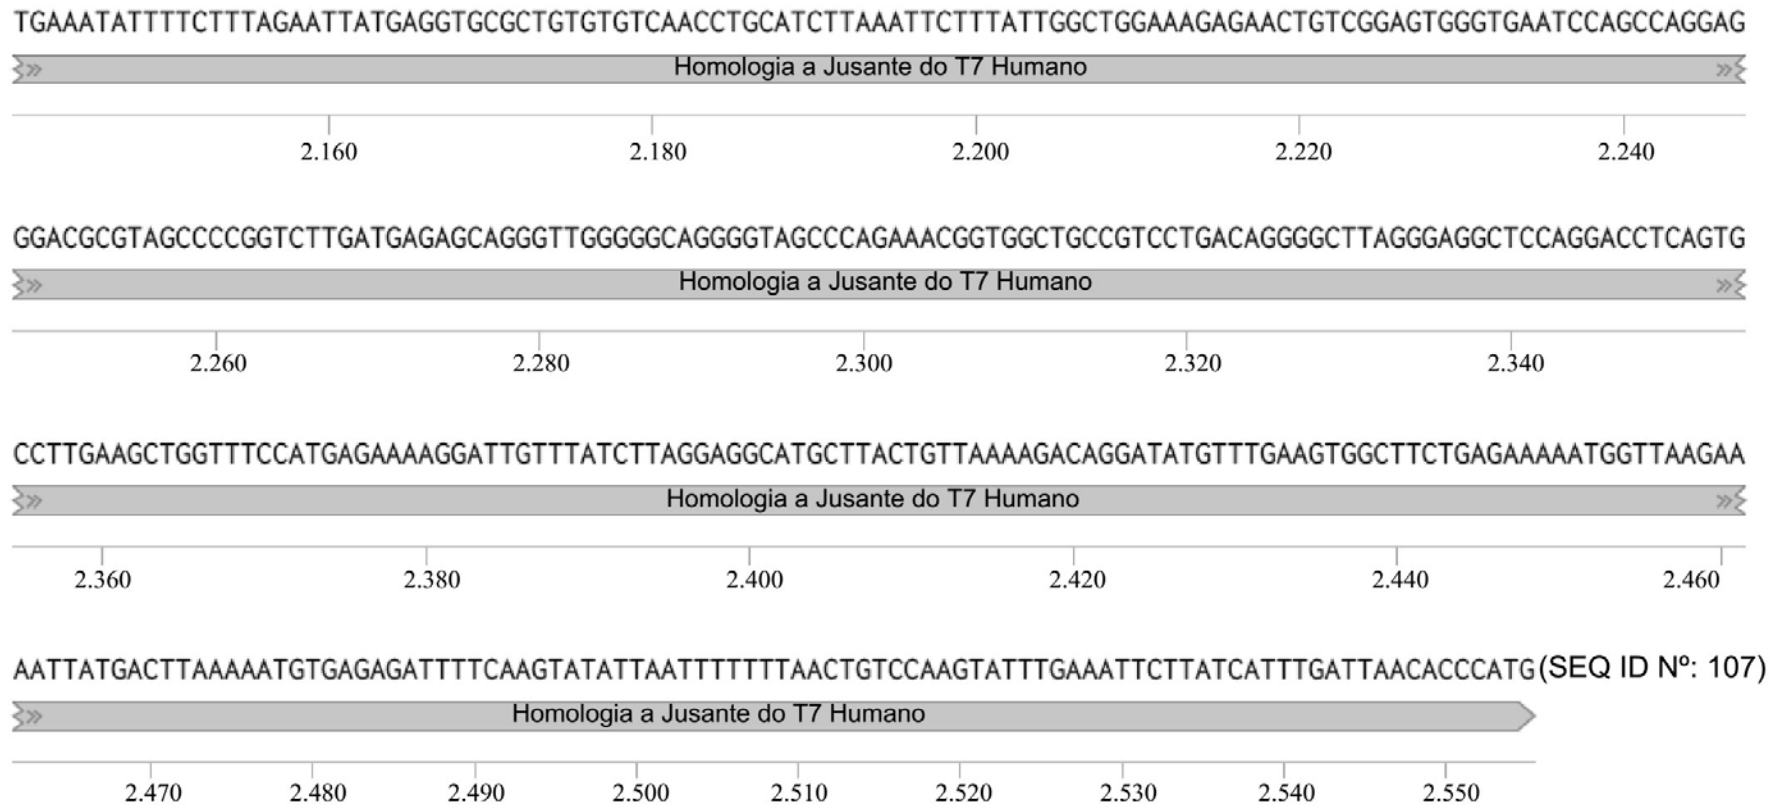 TGAAATATTTTCTTTAGAATTATGAGGTGCGCTGTGTGTCAACCTGCATCTTAAATTCTTTATTGGCTGGAAAGAGAACTGTCGGAGTGGGTGAATCCAGCCAGGAG
Homologia a Jusante do T7 Humano
2.160 2.180 2.200 2.220 2.240
GGACGCGTAGCCCCCGGTCTTGATGAGAGCAGGGTTGGGGGCAGGGGTAGCCCAGAAACGGTGGCTGCCGTCCTGACAGGGGCTTAGGGAGGCTCCAGGACCTCAGTG
Homologia a Jusante do T7 Humano
2.260 2.280 2.300 2.320 2.340
CCTTGAAGCTGGTTTCCATGAGAAAAGGATTGTTTATCTTAGGAGGCATGCTTACTGTTAAAAGACAGGATATGTTTGAAGTGGCTTCTGAGAAAAATGGTTAAGAA
Homologia a Jusante do T7 Humano
2.360 2.380 2.400 2.420 2.440 2.460
AATTATGACTTAAAAATGTGAGAGATTTTCAAGTATATTAATTTTTTTAACTGTCCAAGTATTTGAAATTCTTATCATTTGATTAACACCCATG(SEQ ID Nº: 107)
Homologia a Jusante do T7 Humano
2.470 2.480 2.490 2.500 2.510 2.520 2.530 2.540 2.550